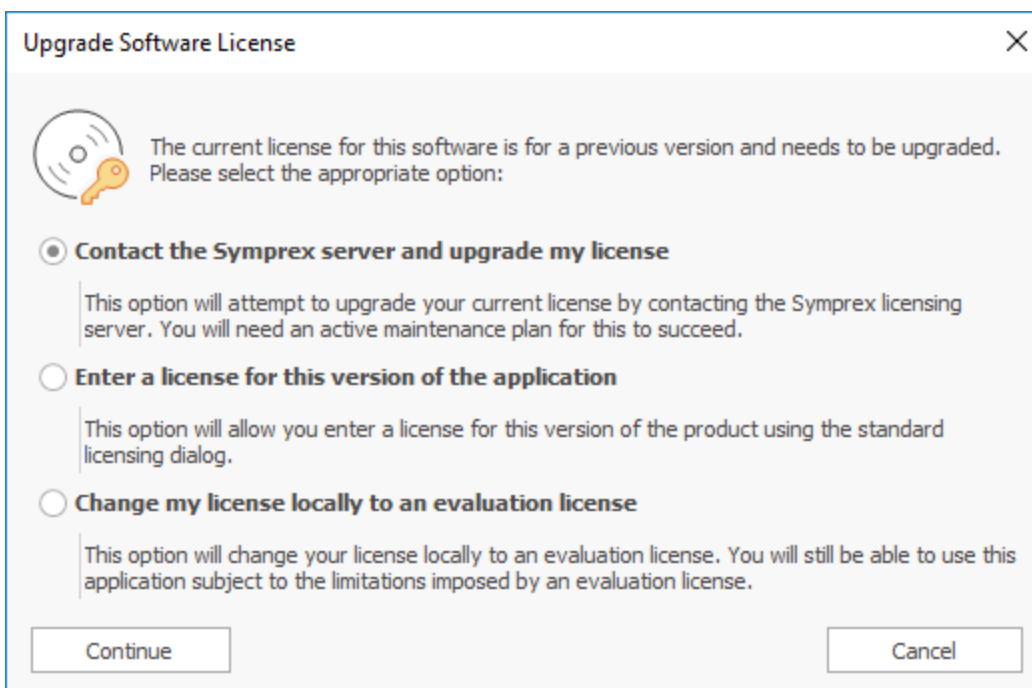 Upgrade Software License
The current license for this software is for a previous version and needs to be upgraded.
Please select the appropriate option:
Contact the Symprex server and upgrade my license
This option will attempt to upgrade your current license by contacting the Symprex licensing
server. You will need an active maintenance plan for this to succeed.
Enter a license for this version of the application
This option will allow you enter a license for this version of the product using the standard
licensing dialog.
Change my license locally to an evaluation license
This option will change your license locally to an evaluation license. You will still be able to use this
application subject to the limitations imposed by an evaluation license.
Continue
Cancel